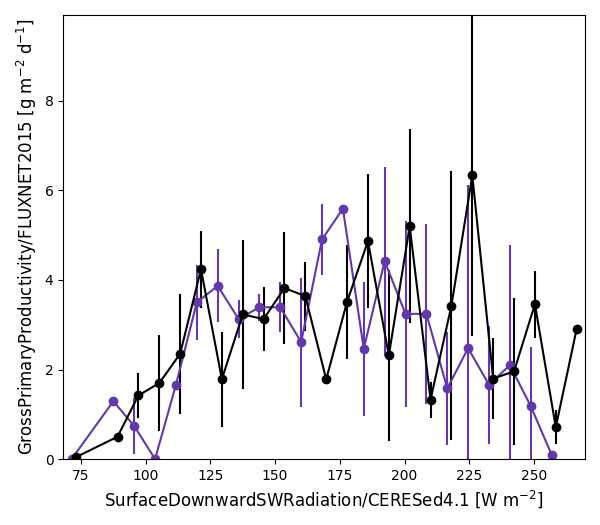 GrossPrimaryProductivity/FLUXNET2015 [g m⁻² d⁻¹]
8
6
4
2
0
75 100 125 150 175 200 225 250
SurfaceDownwardSWRadiation/CERESed4.1 [W m⁻²]